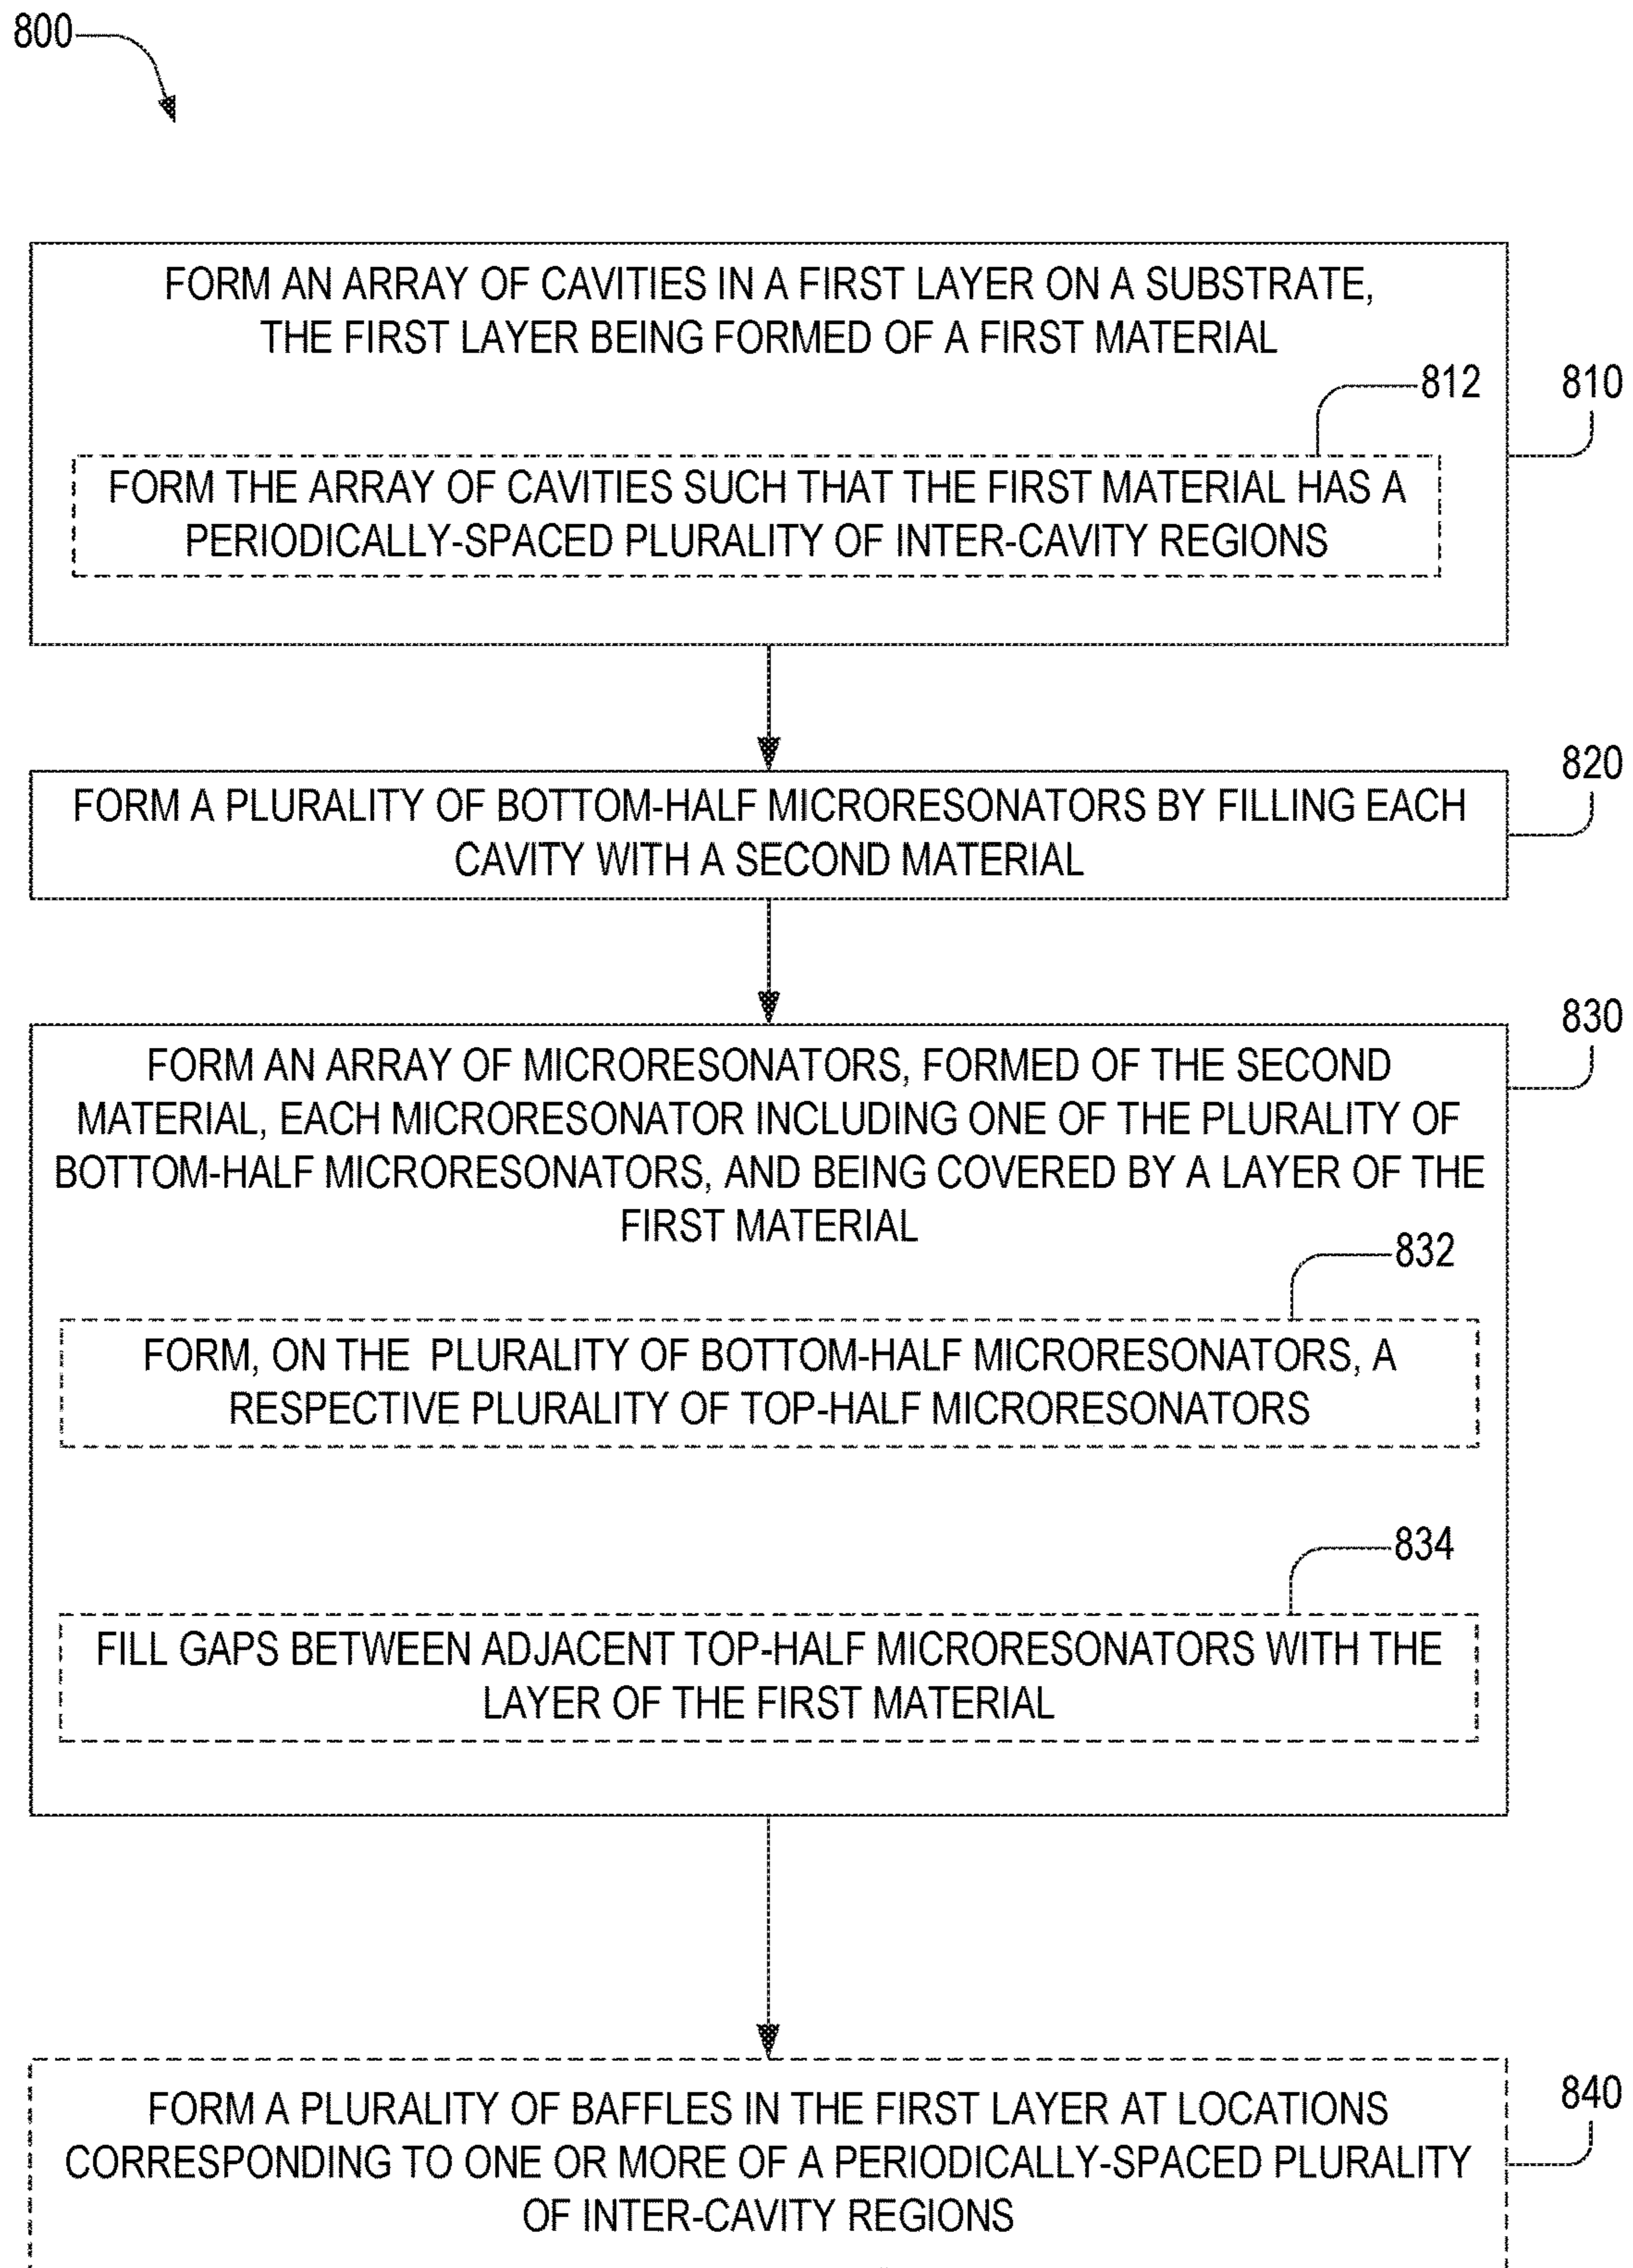 800
FORM AN ARRAY OF CAVITIES IN A FIRST LAYER ON A SUBSTRATE,
THE FIRST LAYER BEING FORMED OF A FIRST MATERIAL
812
810
FORM THE ARRAY OF CAVITIES SUCH THAT THE FIRST MATERIAL HAS A
PERIODICALLY-SPACED PLURALITY OF INTER-CAVITY REGIONS
820
FORM A PLURALITY OF BOTTOM-HALF MICRORESONATORS BY FILLING EACH
CAVITY WITH A SECOND MATERIAL
830
FORM AN ARRAY OF MICRORESONATORS, FORMED OF THE SECOND
MATERIAL, EACH MICRORESONATOR INCLUDING ONE OF THE PLURALITY OF
BOTTOM-HALF MICRORESONATORS, AND BEING COVERED BY A LAYER OF THE
FIRST MATERIAL
832
FORM, ON THE PLURALITY OF BOTTOM-HALF MICRORESONATORS, A
RESPECTIVE PLURALITY OF TOP-HALF MICRORESONATORS
834
FILL GAPS BETWEEN ADJACENT TOP-HALF MICRORESONATORS WITH THE
LAYER OF THE FIRST MATERIAL
840
FORM A PLURALITY OF BAFFLES IN THE FIRST LAYER AT LOCATIONS
CORRESPONDING TO ONE OR MORE OF A PERIODICALLY-SPACED PLURALITY
OF INTER-CAVITY REGIONS